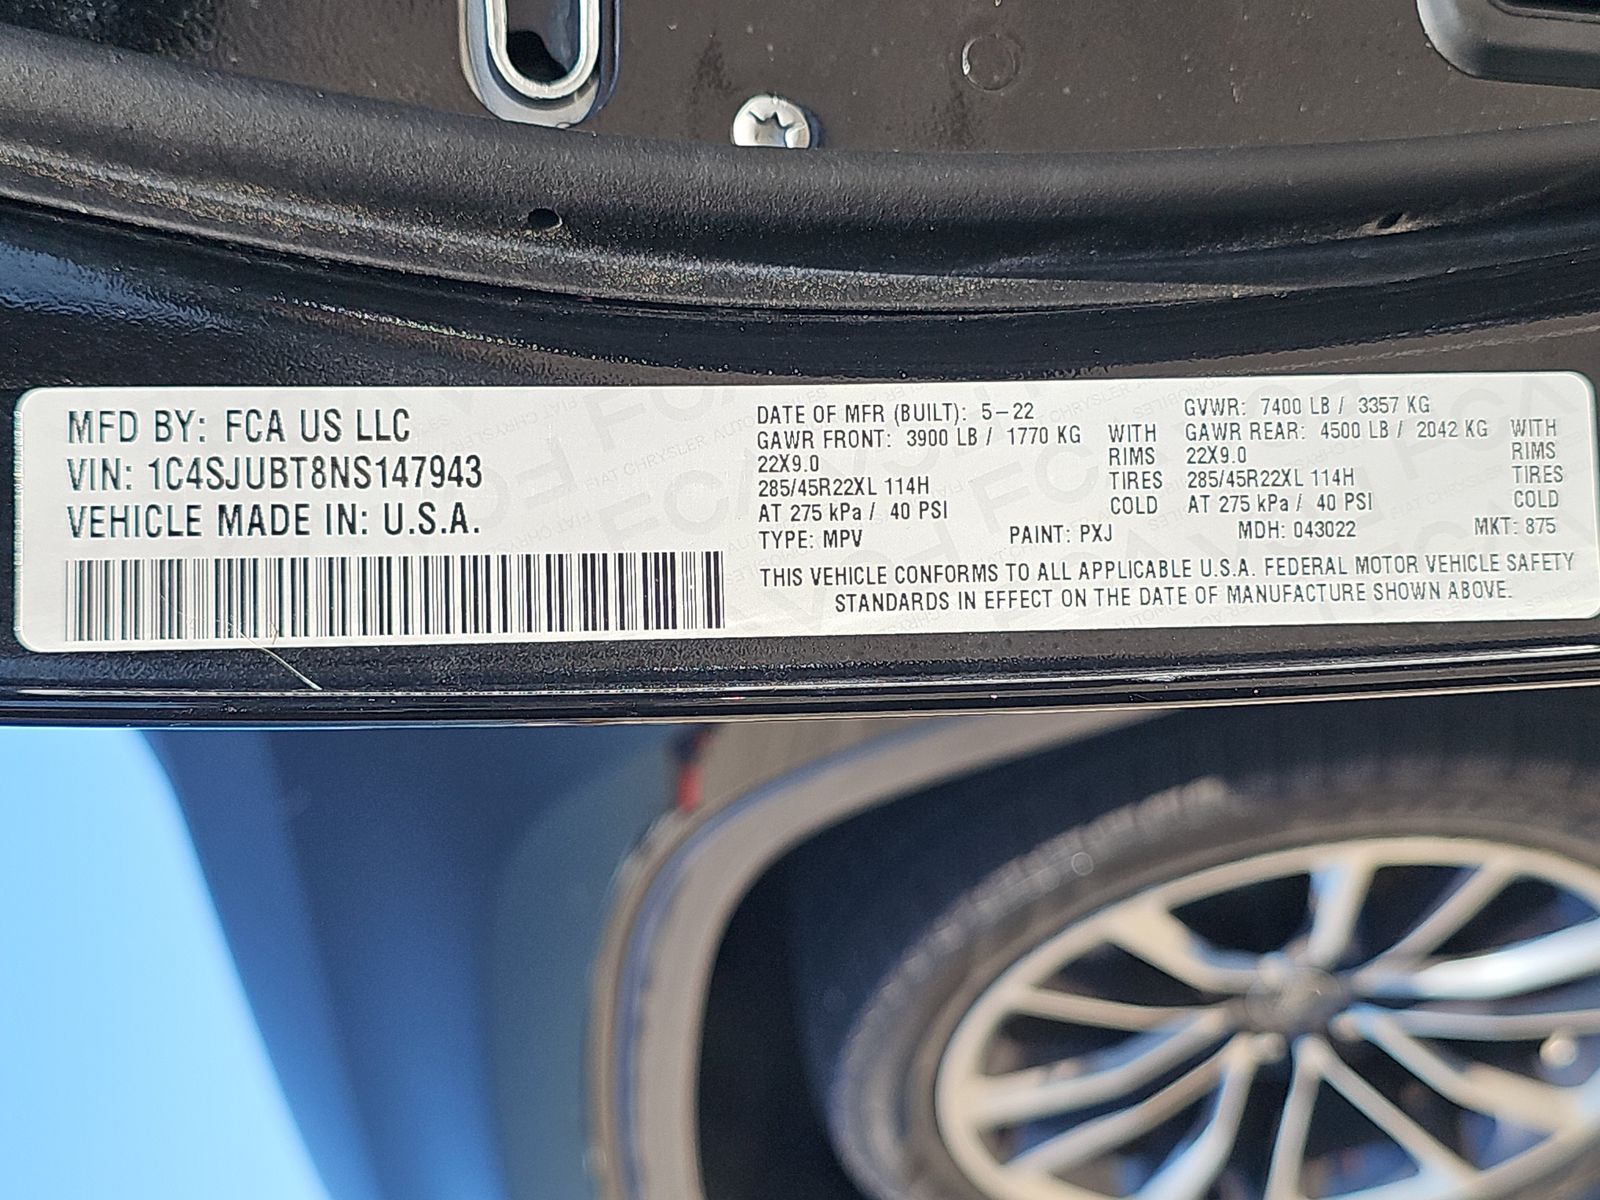 MFD BY: FCA US LLC
VIN: 1C4SJUBT8NS147943
VEHICLE MADE IN: U.S.A.
DATE OF MFR (BUILT): 5-22 GVWR: 7400 LB / 3357 KG
GAWR FRONT: 3900 LB / 1770 KG WITH GAWR REAR: 4500 LB / 2042 KG WITH
22X9.0 RIMS 22X9.0 RIMS
285/45R22XL 114H TIRES 285/45R22XL 114H TIRES
AT 275 kPa / 40 PSI COLD AT 275 kPa / 40 PSI COLD
TYPE: MPV PAINT: PXJ MDH: 043022 MKT: 875
THIS VEHICLE CONFORMS TO ALL APPLICABLE U.S.A. FEDERAL MOTOR VEHICLE SAFETY
STANDARDS IN EFFECT ON THE DATE OF MANUFACTURE SHOWN ABOVE.